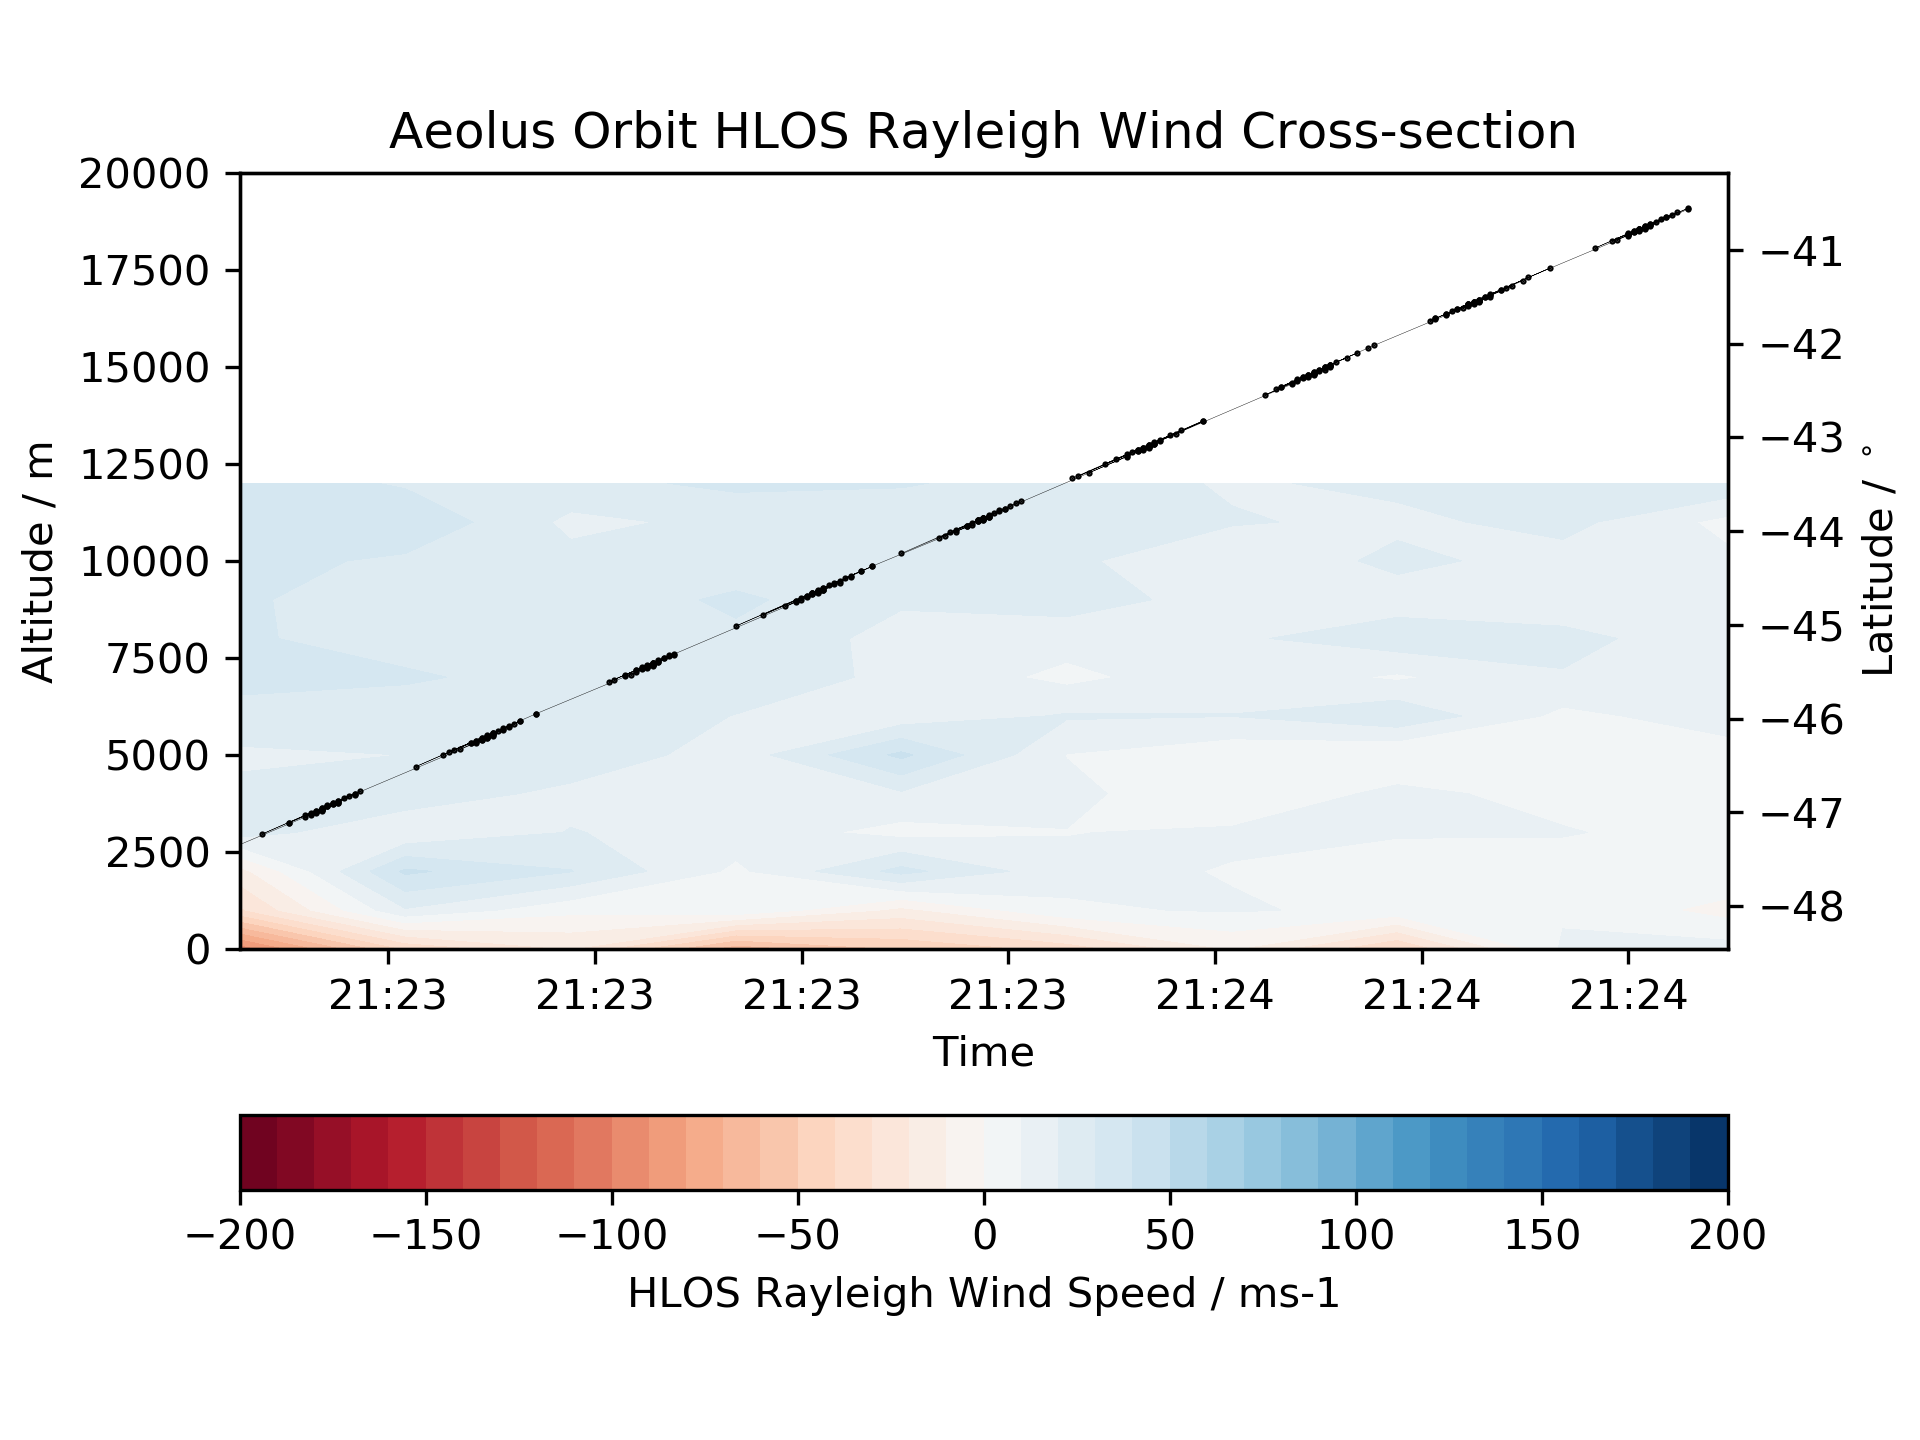 Aeolus Orbit HLOS Rayleigh Wind Cross-section
20000
17500
15000
12500
10000
7500
5000
2500
0
Altitude / m
−41
−42
−43
−44
−45
−46
−47
−48
Latitude / °
21:23 21:23 21:23 21:23 21:24 21:24 21:24
Time
−200 −150 −100 −50 0 50 100 150 200
HLOS Rayleigh Wind Speed / ms-1